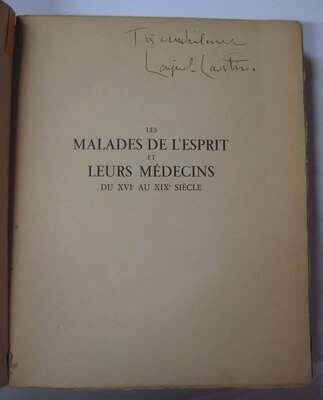 LES
MALADES DE L'ESPRIT
ET
LEURS MÉDECINS
DU XVIᵉ AU XIXᵉ SIÈCLE